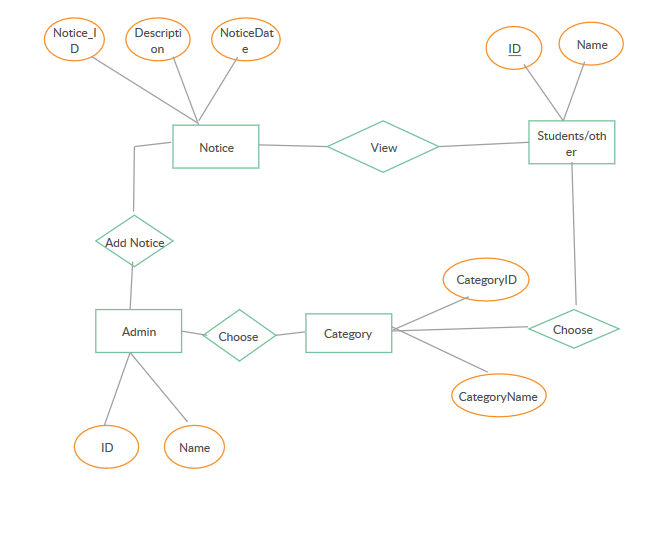 Notice_I
D
Descripti
on
NoticeDat
e
ID
Name
Notice
View
Students/oth
er
Add Notice
CategoryID
Admin
Choose
Category
Choose
CategoryName
ID
Name